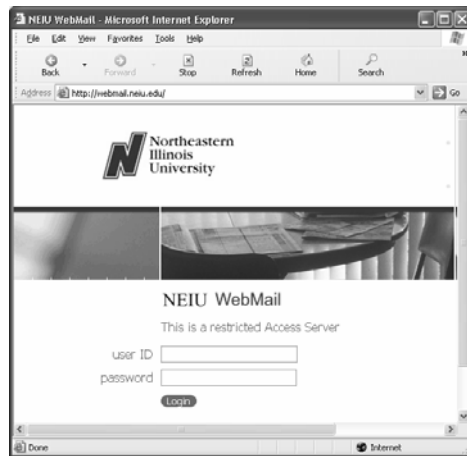 NEIU WebMail - Microsoft Internet Explorer
File Edit View Favorites Tools Help
Back Forward Stop Refresh Home Search
Address http://webmail.neiu.edu/ Go
Northeastern
Illinois
University
NEIU WebMail
This is a restricted Access Server
user ID
password
Login
Done Internet